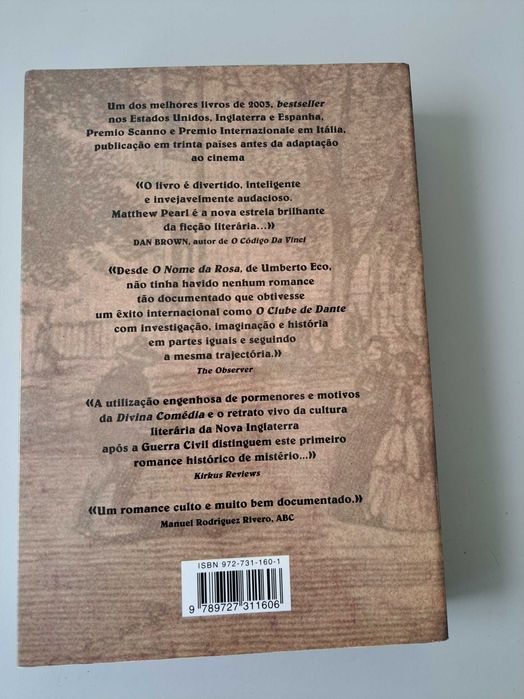 Um dos melhores livros de 2003, bestseller
nos Estados Unidos, Inglaterra e Espanha,
Premio Scanno e Premio Internazionale em Itália,
publicação em trinta países antes da adaptação
ao cinema
«O livro é divertido, inteligente
e invejavelmente audacioso.
Matthew Pearl é a nova estrela brilhante
da ficção literária...»
DAN BROWN, autor de O Código Da Vinci
«Desde O Nome da Rosa, de Umberto Eco,
não tinha havido nenhum romance
tão documentado que obtivesse
um êxito internacional como O Clube de Dante
com investigação, imaginação e história
em partes iguais e seguindo
a mesma trajectória.»
The Observer
«A utilização engenhosa de pormenores e motivos
da Divina Comédia e o retrato vivo da cultura
literária da Nova Inglaterra
após a Guerra Civil distinguem este primeiro
romance histórico de mistério...»
Kirkus Reviews
«Um romance culto e muito bem documentado.»
Manuel Rodríguez Rivero, ABC
ISBN 972-731-160-1
9 789727 311606